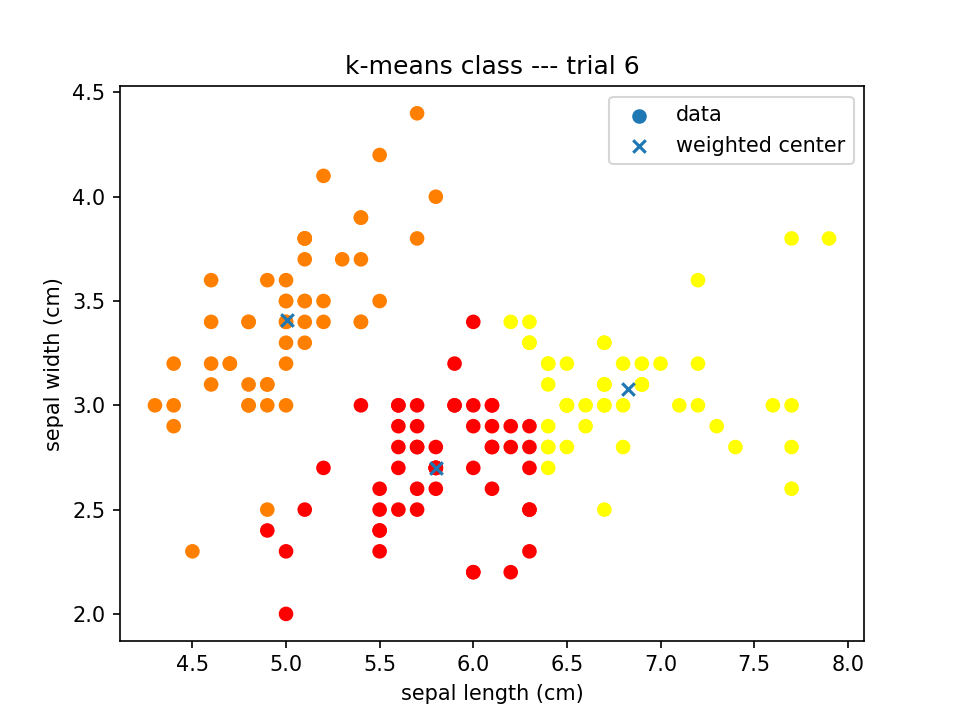 k-means class --- trial 6
data
weighted center
4.5
4.0
3.5
3.0
2.5
2.0
sepal width (cm)
4.5 5.0 5.5 6.0 6.5 7.0 7.5 8.0
sepal length (cm)